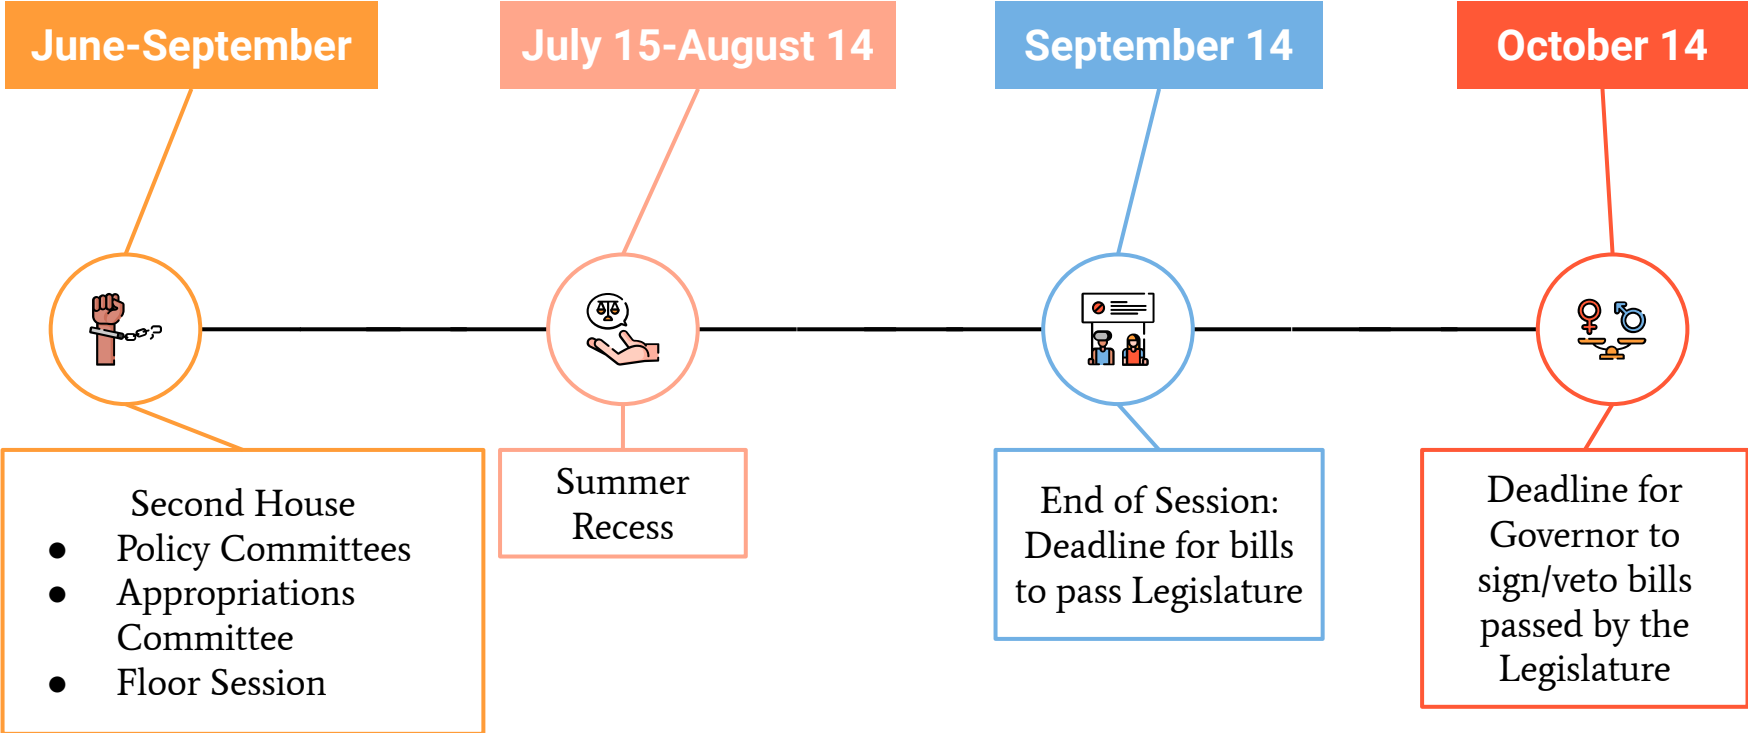 June-September
July 15-August 14
September 14
October 14
Second House
● Policy Committees
● Appropriations
Committee
● Floor Session
Summer
Recess
End of Session:
Deadline for bills
to pass Legislature
Deadline for
Governor to
sign/veto bills
passed by the
Legislature